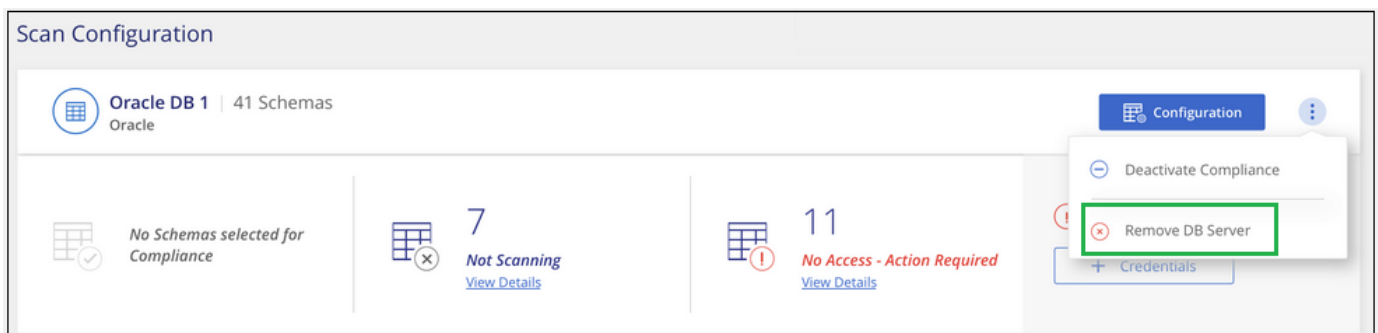 Scan Configuration
Oracle DB 1 | 41 Schemas
Oracle
Configuration
Deactivate Compliance
Remove DB Server
No Schemas selected for
Compliance
7
Not Scanning
View Details
11
No Access - Action Required
View Details
+ Credentials